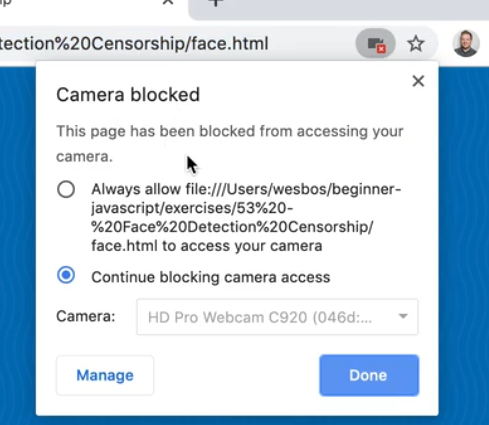 tection%20Censorship/face.html
Camera blocked
This page has been blocked from accessing your
camera.
Always allow file:///Users/wesbos/beginner-
javascript/exercises/53%20-
%20Face%20Detection%20Censorship/
face.html to access your camera
Continue blocking camera access
Camera:
HD Pro Webcam C920 (046d:...
Manage
Done